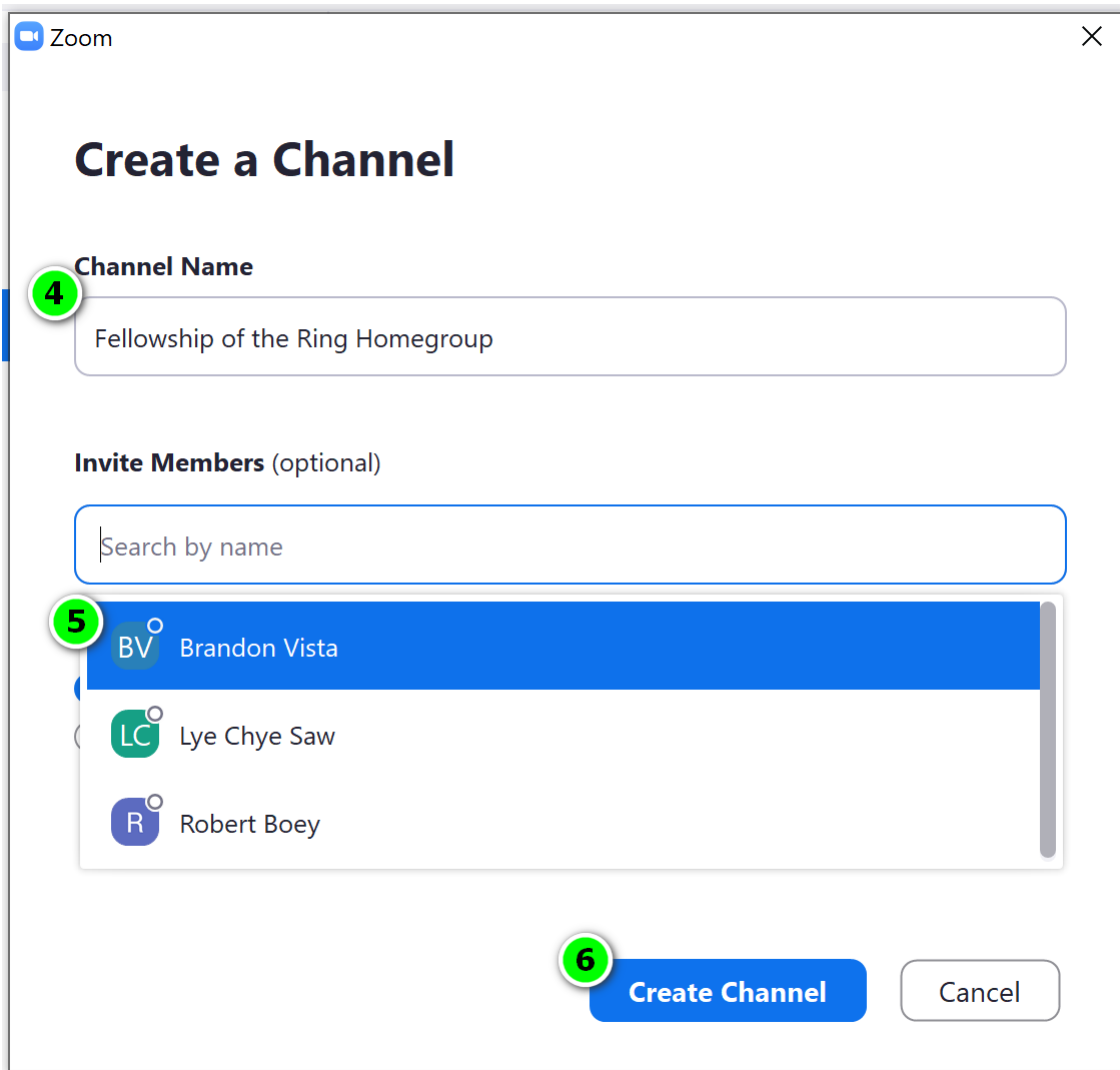 Zoom
Create a Channel
Channel Name
4
Fellowship of the Ring Homegroup
Invite Members (optional)
Search by name
5
BV Brandon Vista
LC Lye Chye Saw
R Robert Boey
6
Create Channel Cancel